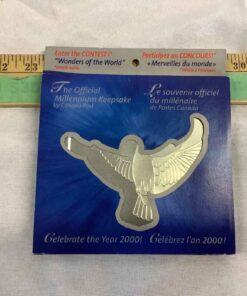 Enter the CONTEST!*
"Wonders of the World"
Participez au CONCOURS!*
« Merveilles du monde »
The Official
Millennium Keepsake
by Canada Post
Le souvenir officiel
du millénaire
de Postes Canada
Celebrate the Year 2000!
Célébrez l'an 2000!